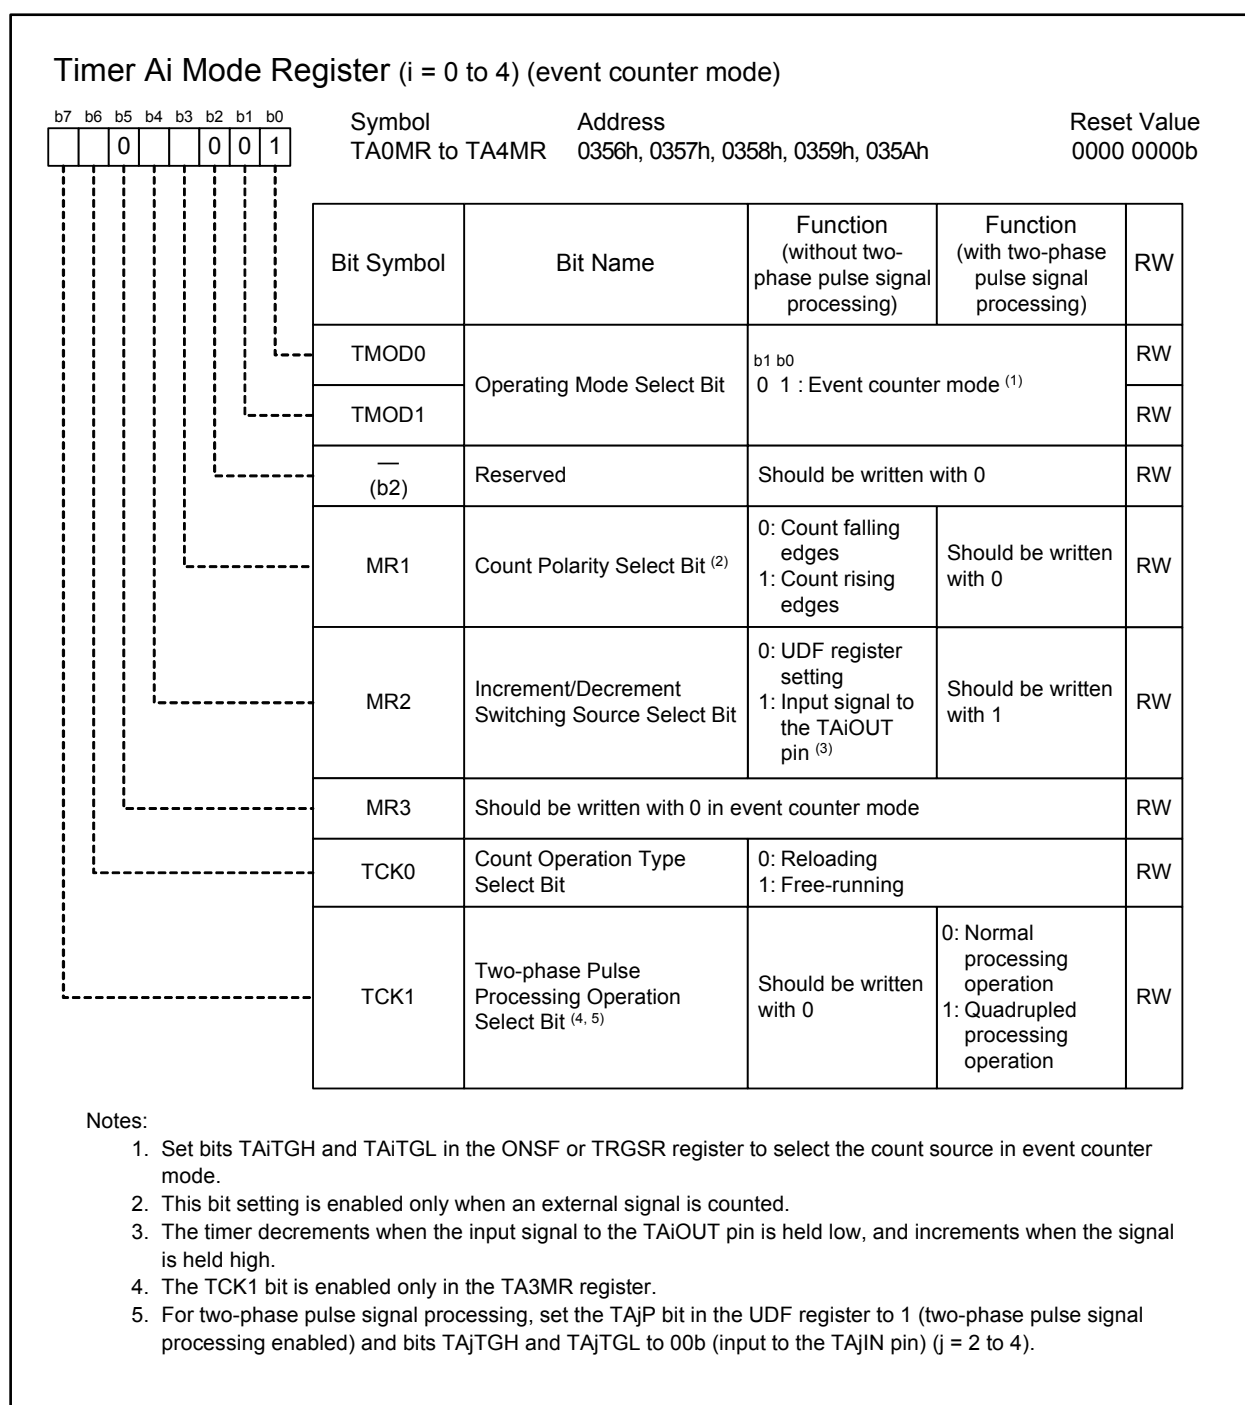 Timer Ai Mode Register (i = 0 to 4) (event counter mode)
b7 b6 b5 b4 b3 b2 b1 b0
0 0 0 1
Symbol Address Reset Value
TA0MR to TA4MR 0356h, 0357h, 0358h, 0359h, 035Ah 0000 0000b
Bit Symbol
Bit Name
Function
(without two-
phase pulse signal
processing)
Function
(with two-phase
pulse signal
processing)
RW
TMOD0
Operating Mode Select Bit
b1 b0
0 1 : Event counter mode (1)
RW
TMOD1
RW
—
(b2)
Reserved
Should be written with 0
RW
MR1
Count Polarity Select Bit (2)
0: Count falling
edges
1: Count rising
edges
Should be written
with 0
RW
MR2
Increment/Decrement
Switching Source Select Bit
0: UDF register
setting
1: Input signal to
the TAiOUT
pin (3)
Should be written
with 1
RW
MR3
Should be written with 0 in event counter mode
RW
TCK0
Count Operation Type
Select Bit
0: Reloading
1: Free-running
RW
TCK1
Two-phase Pulse
Processing Operation
Select Bit (4, 5)
Should be written
with 0
0: Normal
processing
operation
1: Quadrupled
processing
operation
RW
Notes:
1. Set bits TAiTGH and TAiTGL in the ONSF or TRGSR register to select the count source in event counter
mode.
2. This bit setting is enabled only when an external signal is counted.
3. The timer decrements when the input signal to the TAiOUT pin is held low, and increments when the signal
is held high.
4. The TCK1 bit is enabled only in the TA3MR register.
5. For two-phase pulse signal processing, set the TAjP bit in the UDF register to 1 (two-phase pulse signal
processing enabled) and bits TAjTGH and TAjTGL to 00b (input to the TAjIN pin) (j = 2 to 4).